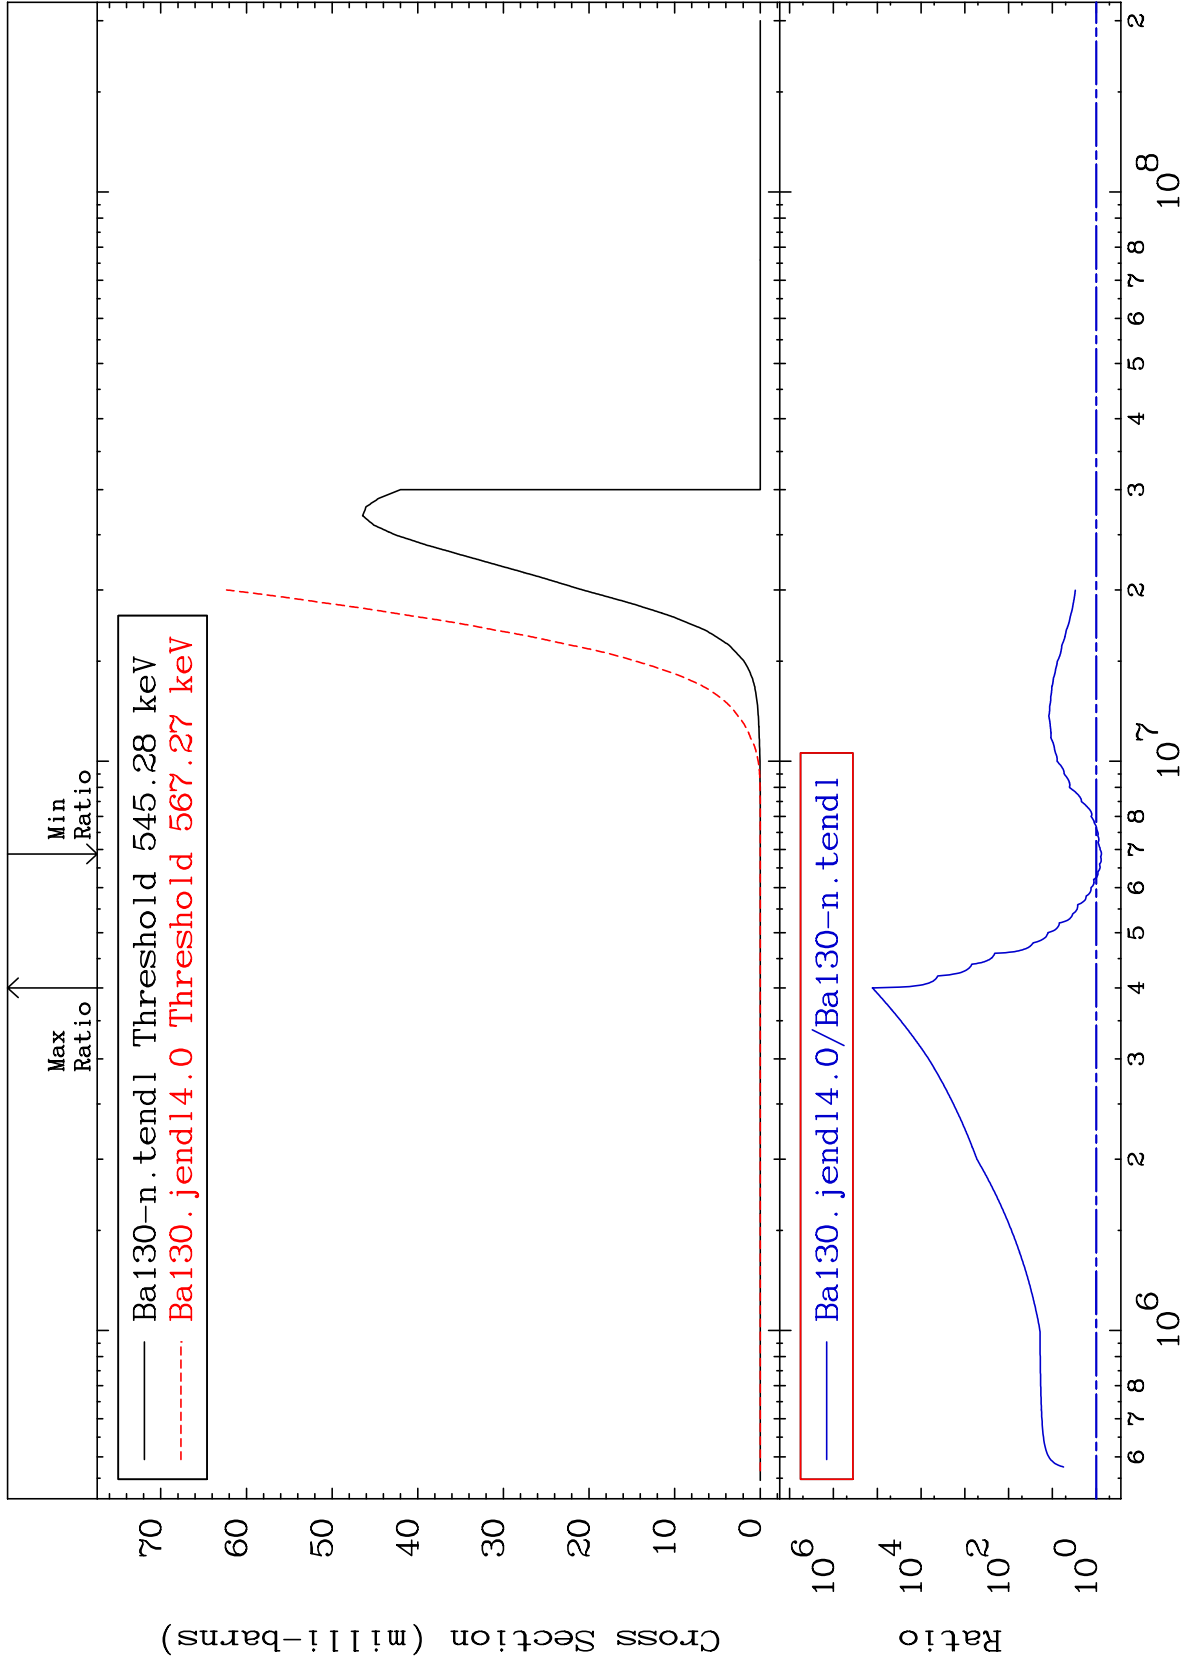 Max
Ratio
Min
Ratio
Ba130-n.tendl Threshold 545.28 keV
Ba130.jendl4.0 Threshold 567.27 keV
70
60
50
40
30
20
10
0
Cross Section (milli-barns)
Ba130.jendl4.0/Ba130-n.tendl
10^6
10^4
10^2
10^0
Ratio
6 7 8 10^6 2 3 4 5 6 7 8 10^7 2 3 4 5 6 7 8 10^8 2